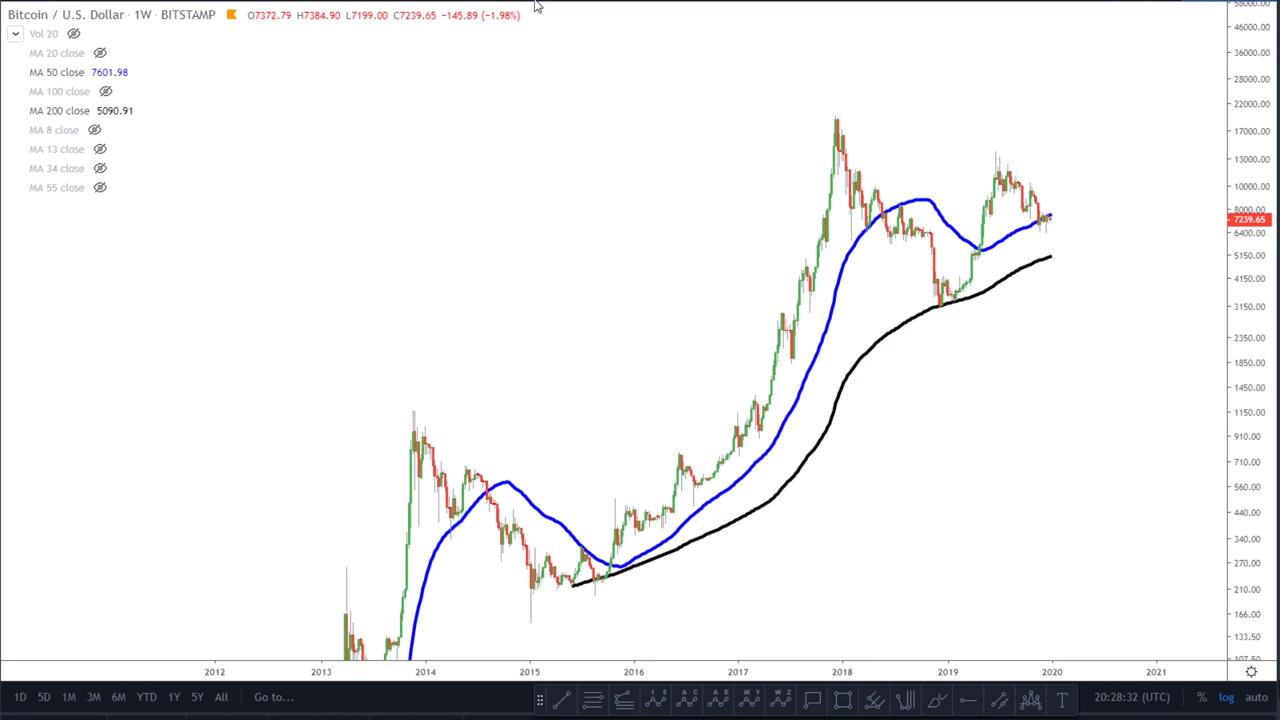 Bitcoin / U.S. Dollar · 1W · BITSTAMP O7372.79 H7384.90 L7199.00 C7239.65 -145.89 (-1.98%)
Vol 20
MA 20 close
MA 50 close 7601.98
MA 100 close
MA 200 close 5090.91
MA 8 close
MA 13 close
MA 34 close
MA 55 close
58000.00
46000.00
36000.00
28000.00
22000.00
17000.00
13000.00
10000.00
8000.00
7239.65
6400.00
5150.00
4150.00
3150.00
2350.00
1850.00
1450.00
1150.00
910.00
710.00
560.00
440.00
340.00
270.00
210.00
166.00
133.50
107.50
2012 2013 2014 2015 2016 2017 2018 2019 2020 2021
1D 5D 1M 3M 6M YTD 1Y 5Y All Go to... 20:28:32 (UTC) % log auto